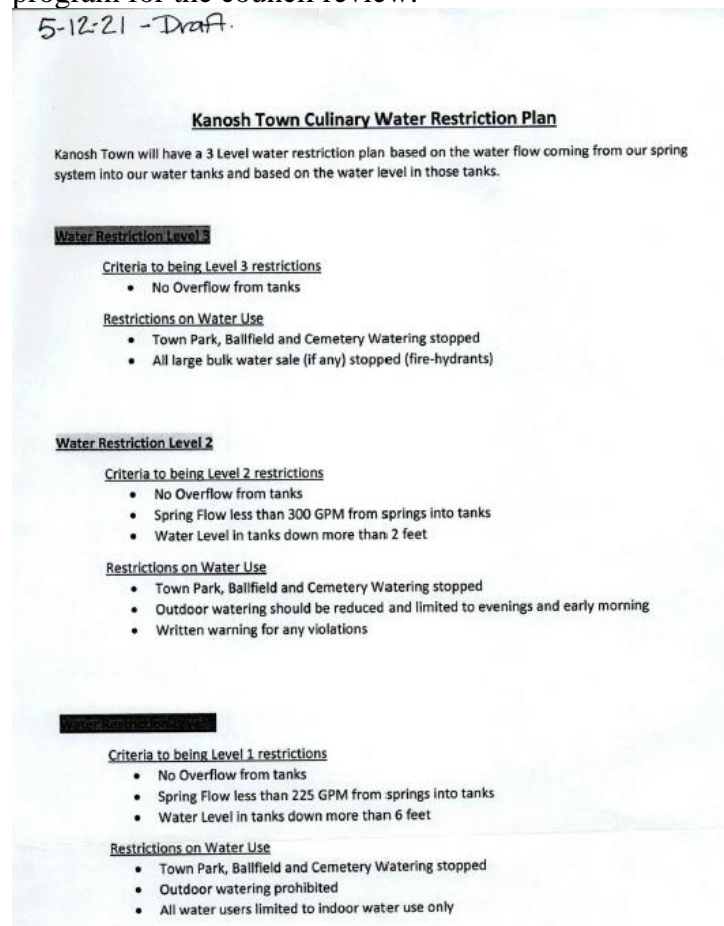 program for the council review.
5-12-21 - Draft.
Kanosh Town Culinary Water Restriction Plan
Kanosh Town will have a 3 Level water restriction plan based on the water flow coming from our spring
system into our water tanks and based on the water level in those tanks.
Water Restriction Level 3
Criteria to being Level 3 restrictions
• No Overflow from tanks
Restrictions on Water Use
• Town Park, Ballfield and Cemetery Watering stopped
• All large bulk water sale (if any) stopped (fire-hydrants)
Water Restriction Level 2
Criteria to being Level 2 restrictions
• No Overflow from tanks
• Spring Flow less than 300 GPM from springs into tanks
• Water Level in tanks down more than 2 feet
Restrictions on Water Use
• Town Park, Ballfield and Cemetery Watering stopped
• Outdoor watering should be reduced and limited to evenings and early morning
• Written warning for any violations
Criteria to being Level 1 restrictions
• No Overflow from tanks
• Spring Flow less than 225 GPM from springs into tanks
• Water Level in tanks down more than 6 feet
Restrictions on Water Use
• Town Park, Ballfield and Cemetery Watering stopped
• Outdoor watering prohibited
• All water users limited to indoor water use only